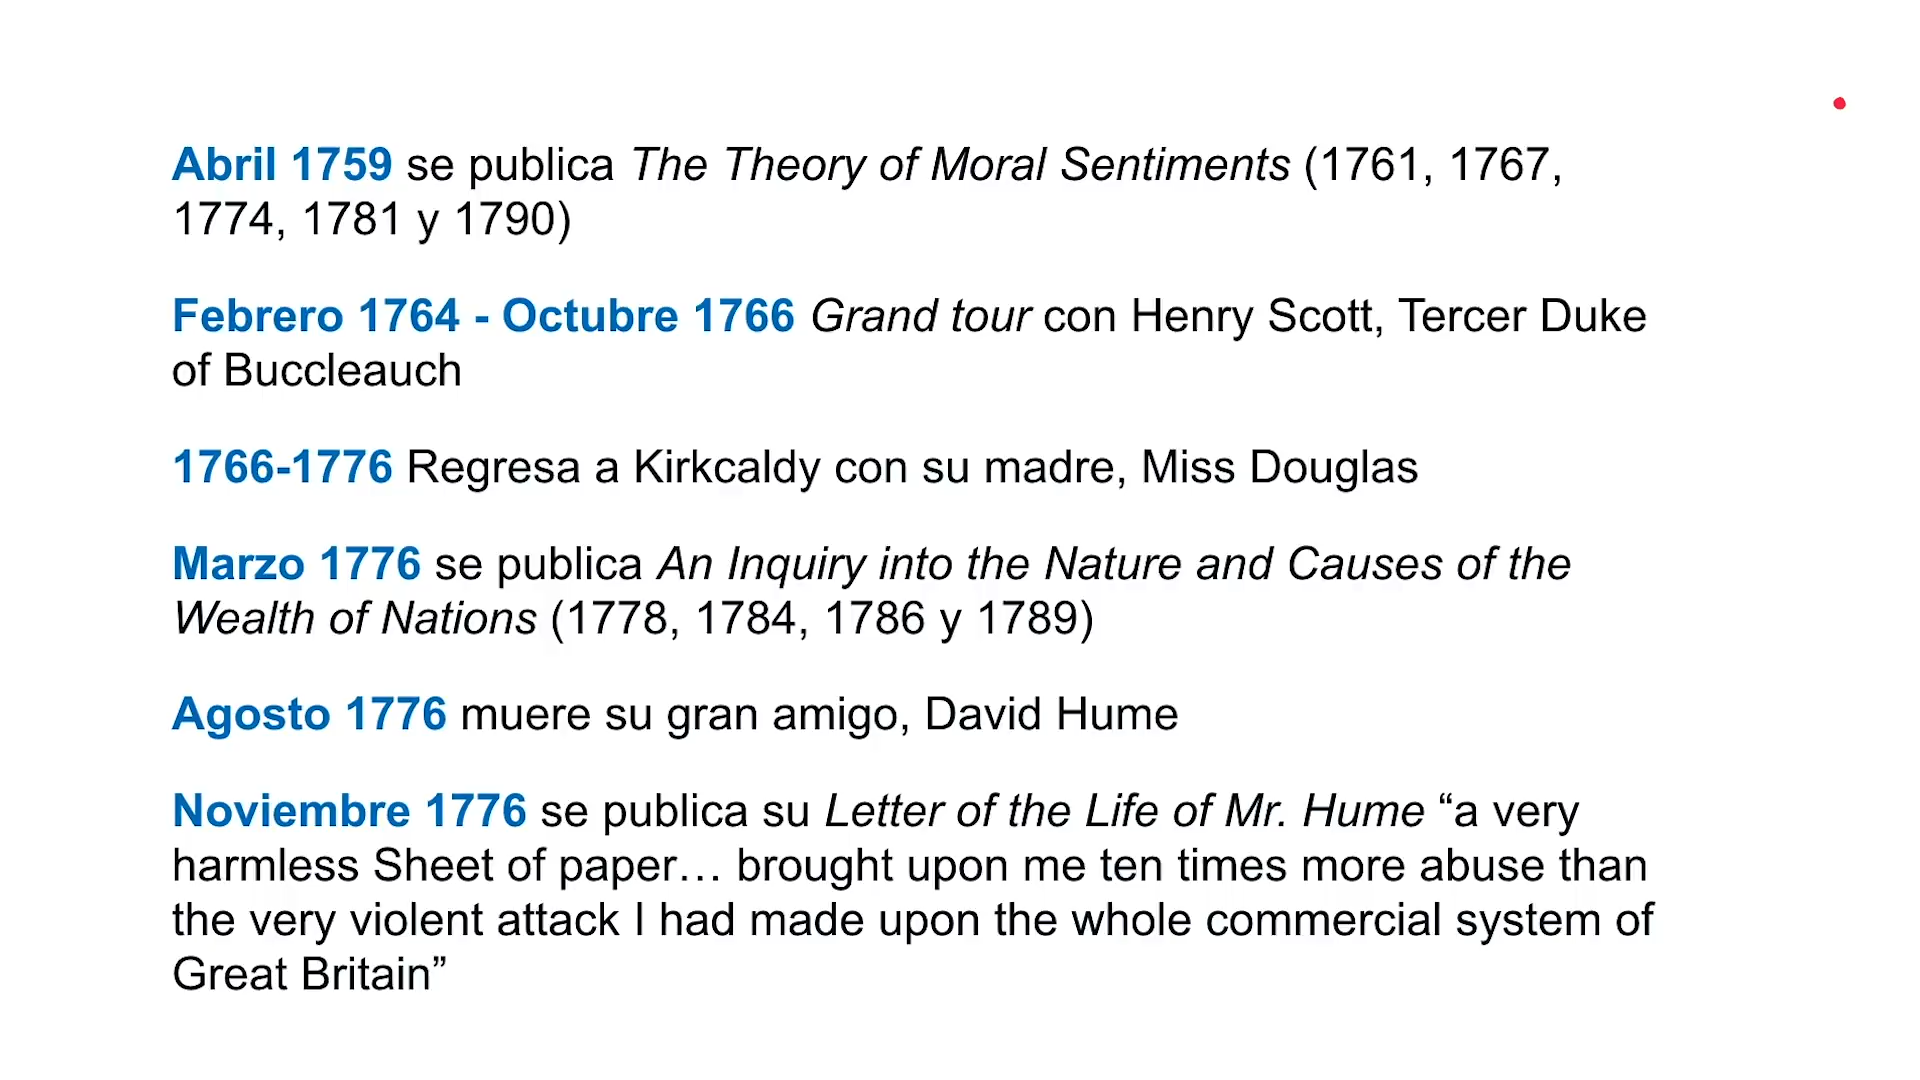 Abril 1759 se publica The Theory of Moral Sentiments (1761, 1767,
1774, 1781 y 1790)
Febrero 1764 - Octubre 1766 Grand tour con Henry Scott, Tercer Duke
of Buccleauch
1766-1776 Regresa a Kirkcaldy con su madre, Miss Douglas
Marzo 1776 se publica An Inquiry into the Nature and Causes of the
Wealth of Nations (1778, 1784, 1786 y 1789)
Agosto 1776 muere su gran amigo, David Hume
Noviembre 1776 se publica su Letter of the Life of Mr. Hume “a very
harmless Sheet of paper… brought upon me ten times more abuse than
the very violent attack I had made upon the whole commercial system of
Great Britain”